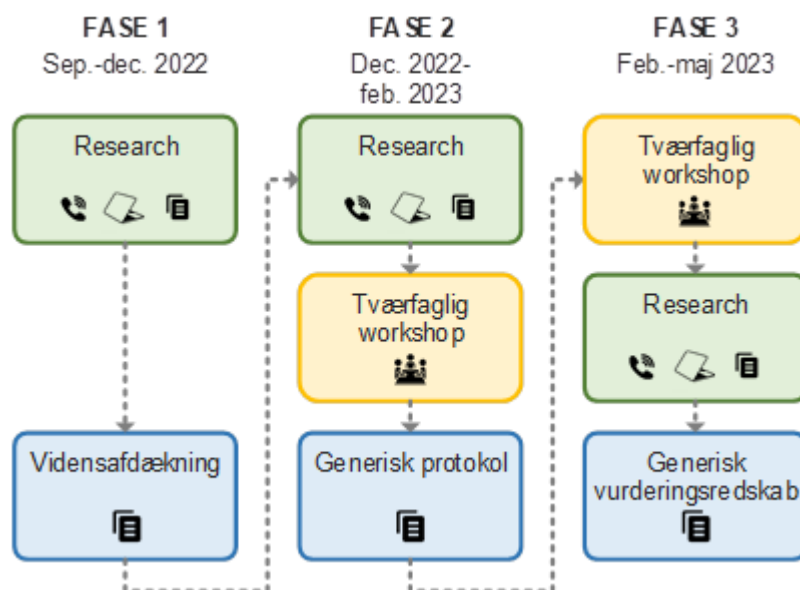 FASE 1
Sep.-dec. 2022
Research
Vidensafdækning
FASE 2
Dec. 2022-
feb. 2023
Research
Tværfaglig
workshop
Generisk protokol
FASE 3
Feb.-maj 2023
Tværfaglig
workshop
Research
Generisk
vurderingsredskab